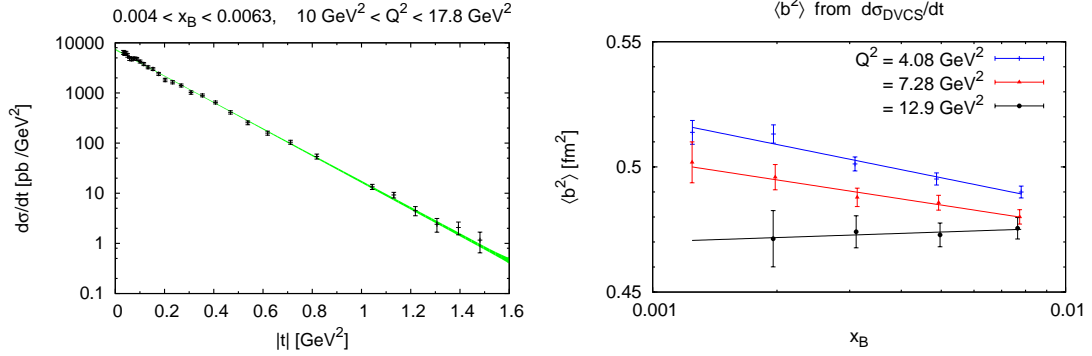 0.004 < x_B < 0.0063, 10 GeV² < Q² < 17.8 GeV²
dσ/dt [pb /GeV²]
10000
1000
100
10
1
0.1
0 0.2 0.4 0.6 0.8 1 1.2 1.4 1.6
|t| [GeV²]
⟨b²⟩ from dσ_DVCS/dt
⟨b²⟩ [fm²]
0.55
0.5
0.45
Q² = 4.08 GeV²
= 7.28 GeV²
= 12.9 GeV²
0.001 0.01
x_B